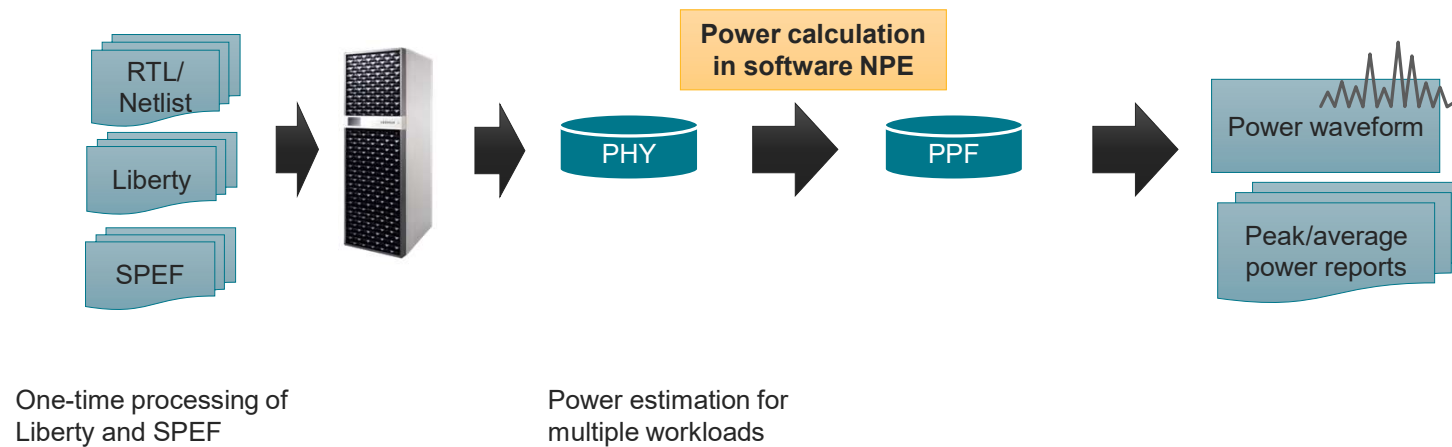 RTL/
Netlist
Liberty
SPEF
PHY
Power calculation
in software NPE
PPF
Power waveform
Peak/average
power reports
One-time processing of
Liberty and SPEF
Power estimation for
multiple workloads